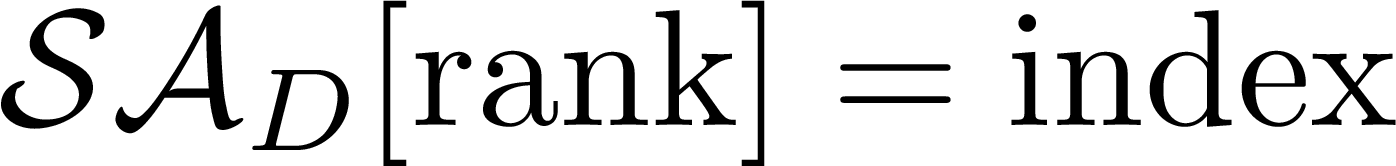 𝒮𝒜_D[rank] = index